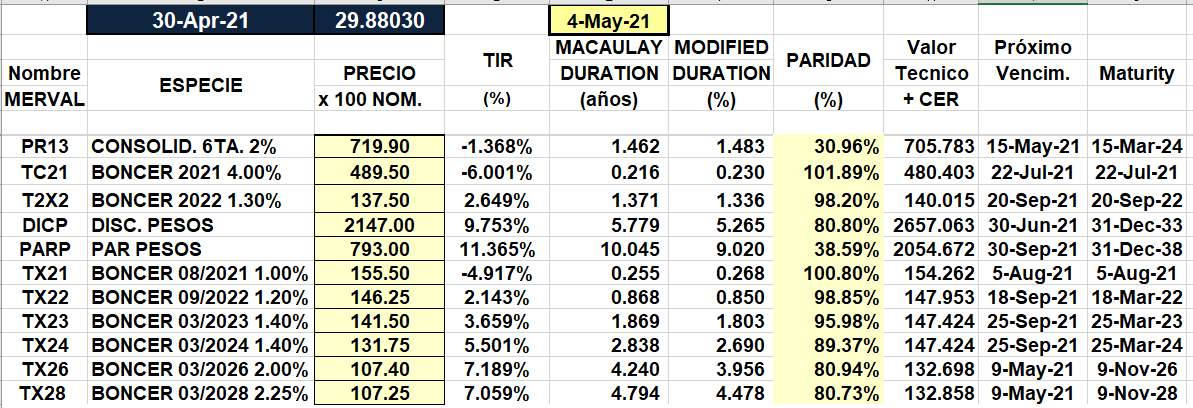 30-Apr-21 29.88030 4-May-21
Nombre MERVAL ESPECIE PRECIO x 100 NOM. TIR (%) MACAULAY DURATION (años) MODIFIED DURATION (%) PARIDAD (%) Valor Tecnico + CER Próximo Vencim. Maturity
PR13 CONSOLID. 6TA. 2% 719.90 -1.368% 1.462 1.483 30.96% 705.783 15-May-21 15-Mar-24
TC21 BONCER 2021 4.00% 489.50 -6.001% 0.216 0.230 101.89% 480.403 22-Jul-21 22-Jul-21
T2X2 BONCER 2022 1.30% 137.50 2.649% 1.371 1.336 98.20% 140.015 20-Sep-21 20-Sep-22
DICP DISC. PESOS 2147.00 9.753% 5.779 5.265 80.80% 2657.063 30-Jun-21 31-Dec-33
PARP PAR PESOS 793.00 11.365% 10.045 9.020 38.59% 2054.672 30-Sep-21 31-Dec-38
TX21 BONCER 08/2021 1.00% 155.50 -4.917% 0.255 0.268 100.80% 154.262 5-Aug-21 5-Aug-21
TX22 BONCER 09/2022 1.20% 146.25 2.143% 0.868 0.850 98.85% 147.953 18-Sep-21 18-Mar-22
TX23 BONCER 03/2023 1.40% 141.50 3.659% 1.869 1.803 95.98% 147.424 25-Sep-21 25-Mar-23
TX24 BONCER 03/2024 1.40% 131.75 5.501% 2.838 2.690 89.37% 147.424 25-Sep-21 25-Mar-24
TX26 BONCER 03/2026 2.00% 107.40 7.189% 4.240 3.956 80.94% 132.698 9-May-21 9-Nov-26
TX28 BONCER 03/2028 2.25% 107.25 7.059% 4.794 4.478 80.73% 132.858 9-May-21 9-Nov-28